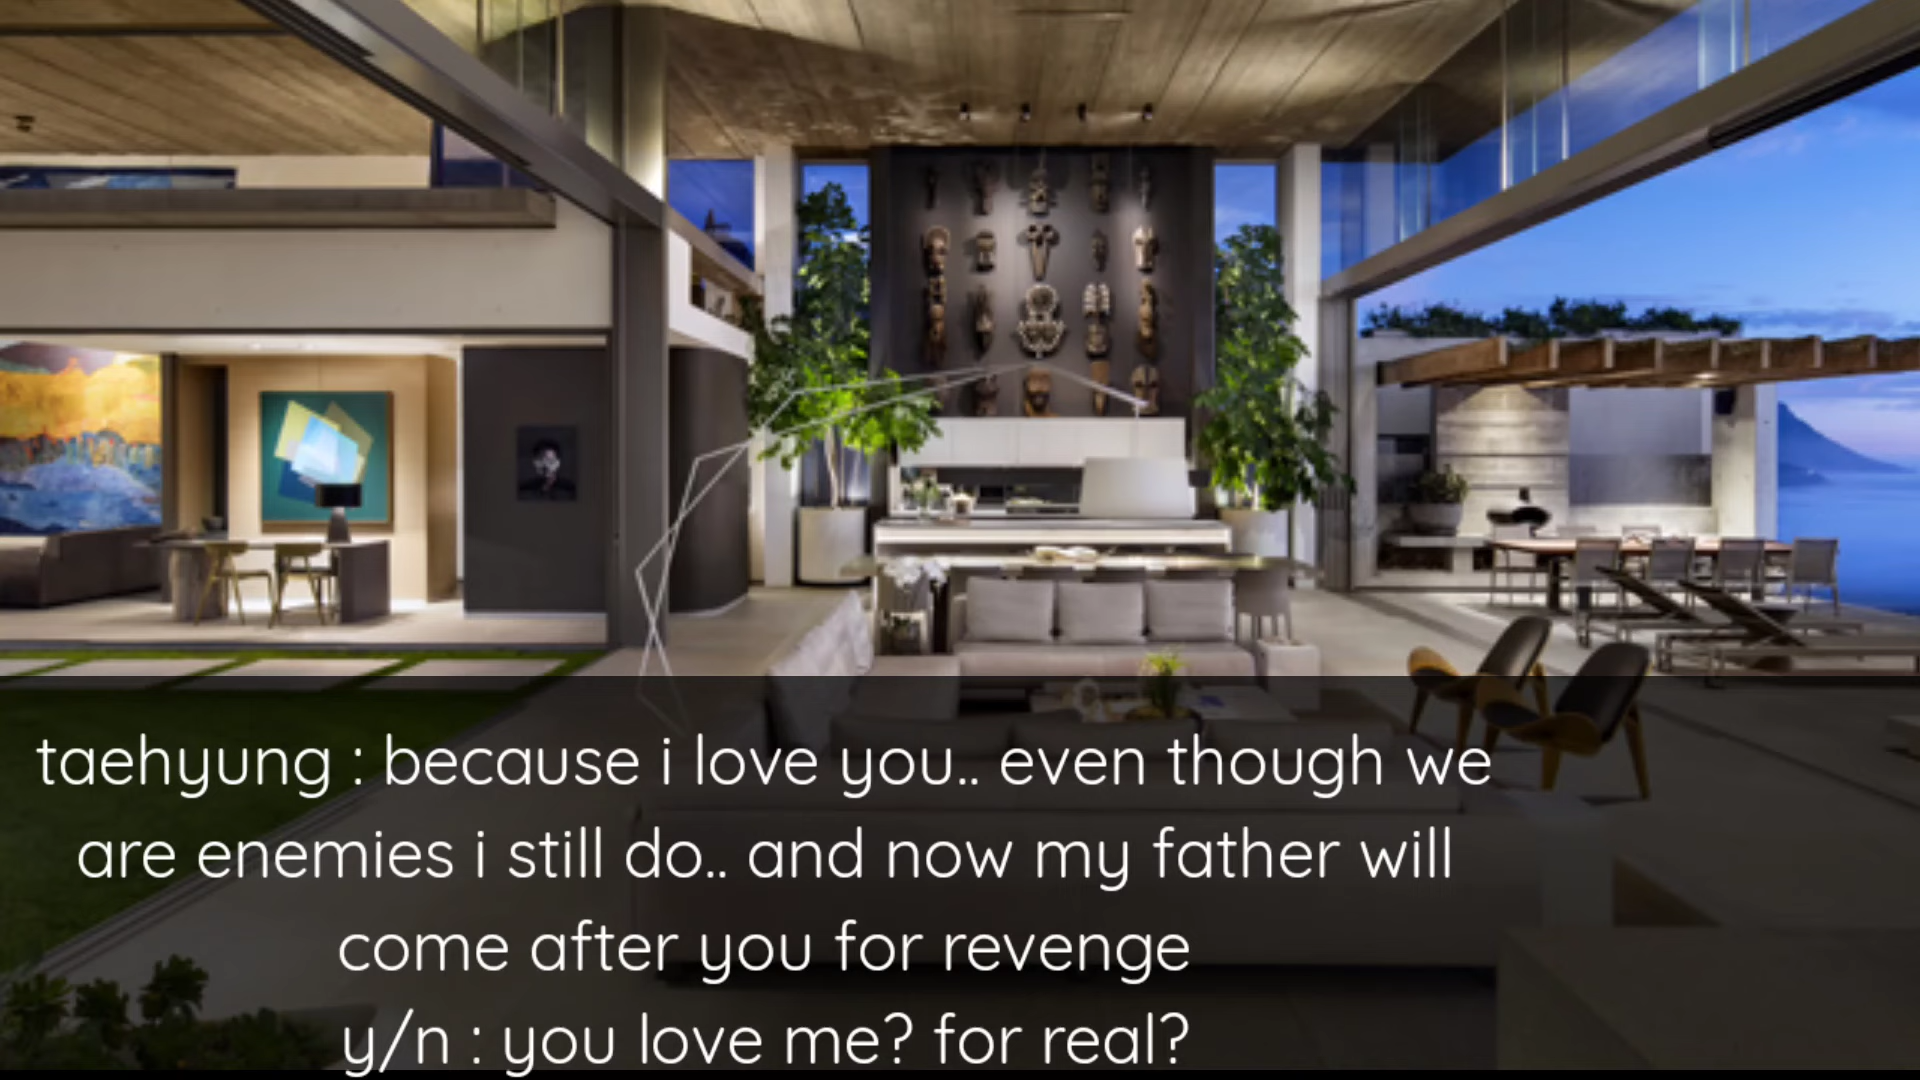 taehyung : because i love you.. even though we
are enemies i still do.. and now my father will
come after you for revenge
y/n : you love me? for real?